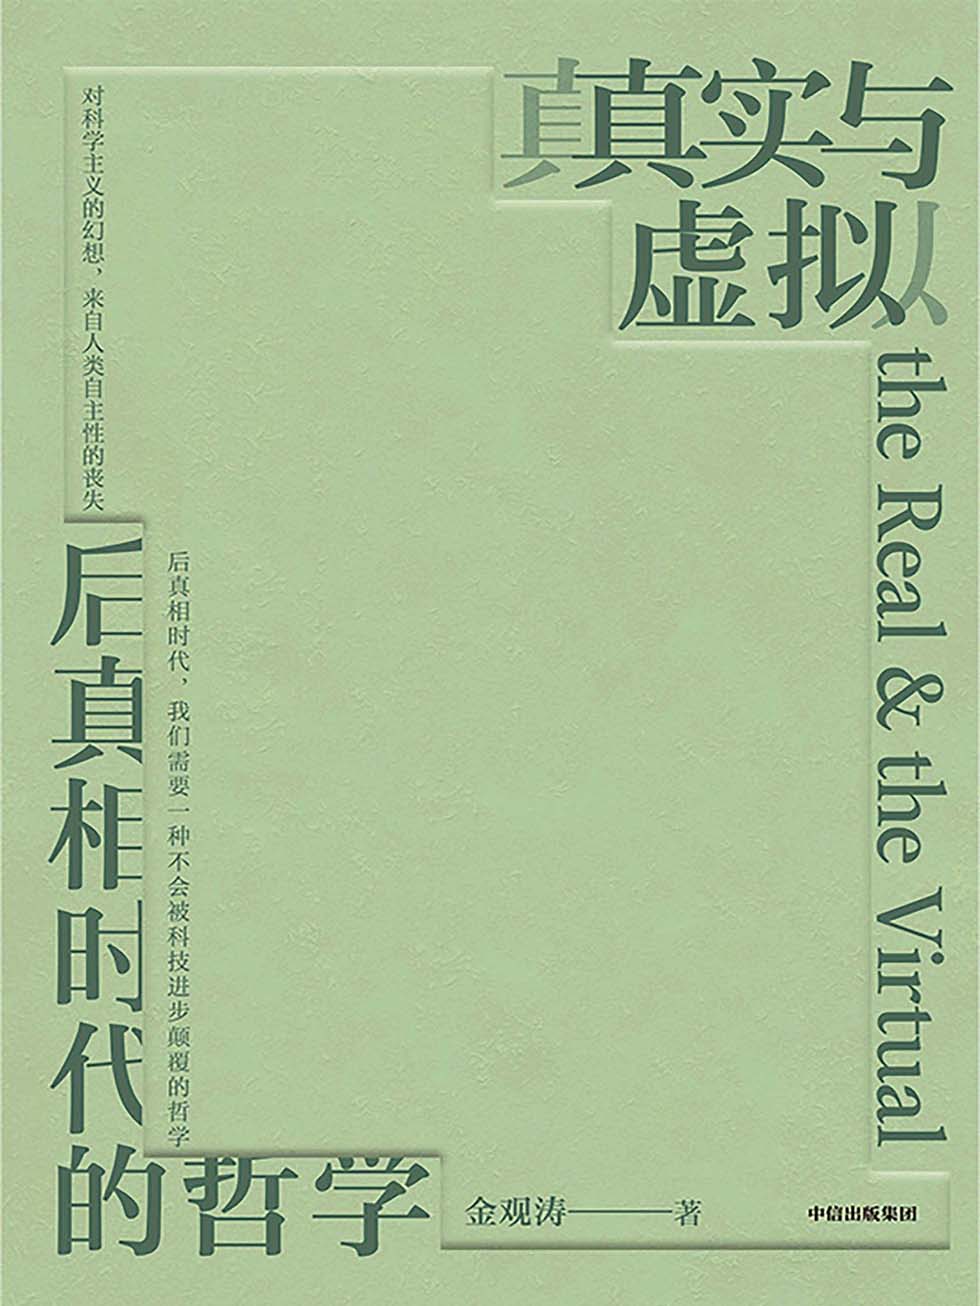 真实与
虚拟
the Real & the Virtual
对科学主义的幻想，来自人类自主性的丧失
后真相时代
的哲学
后真相时代，我们需要一种不会被科技进步颠覆的哲学
金观涛——著
中信出版集团